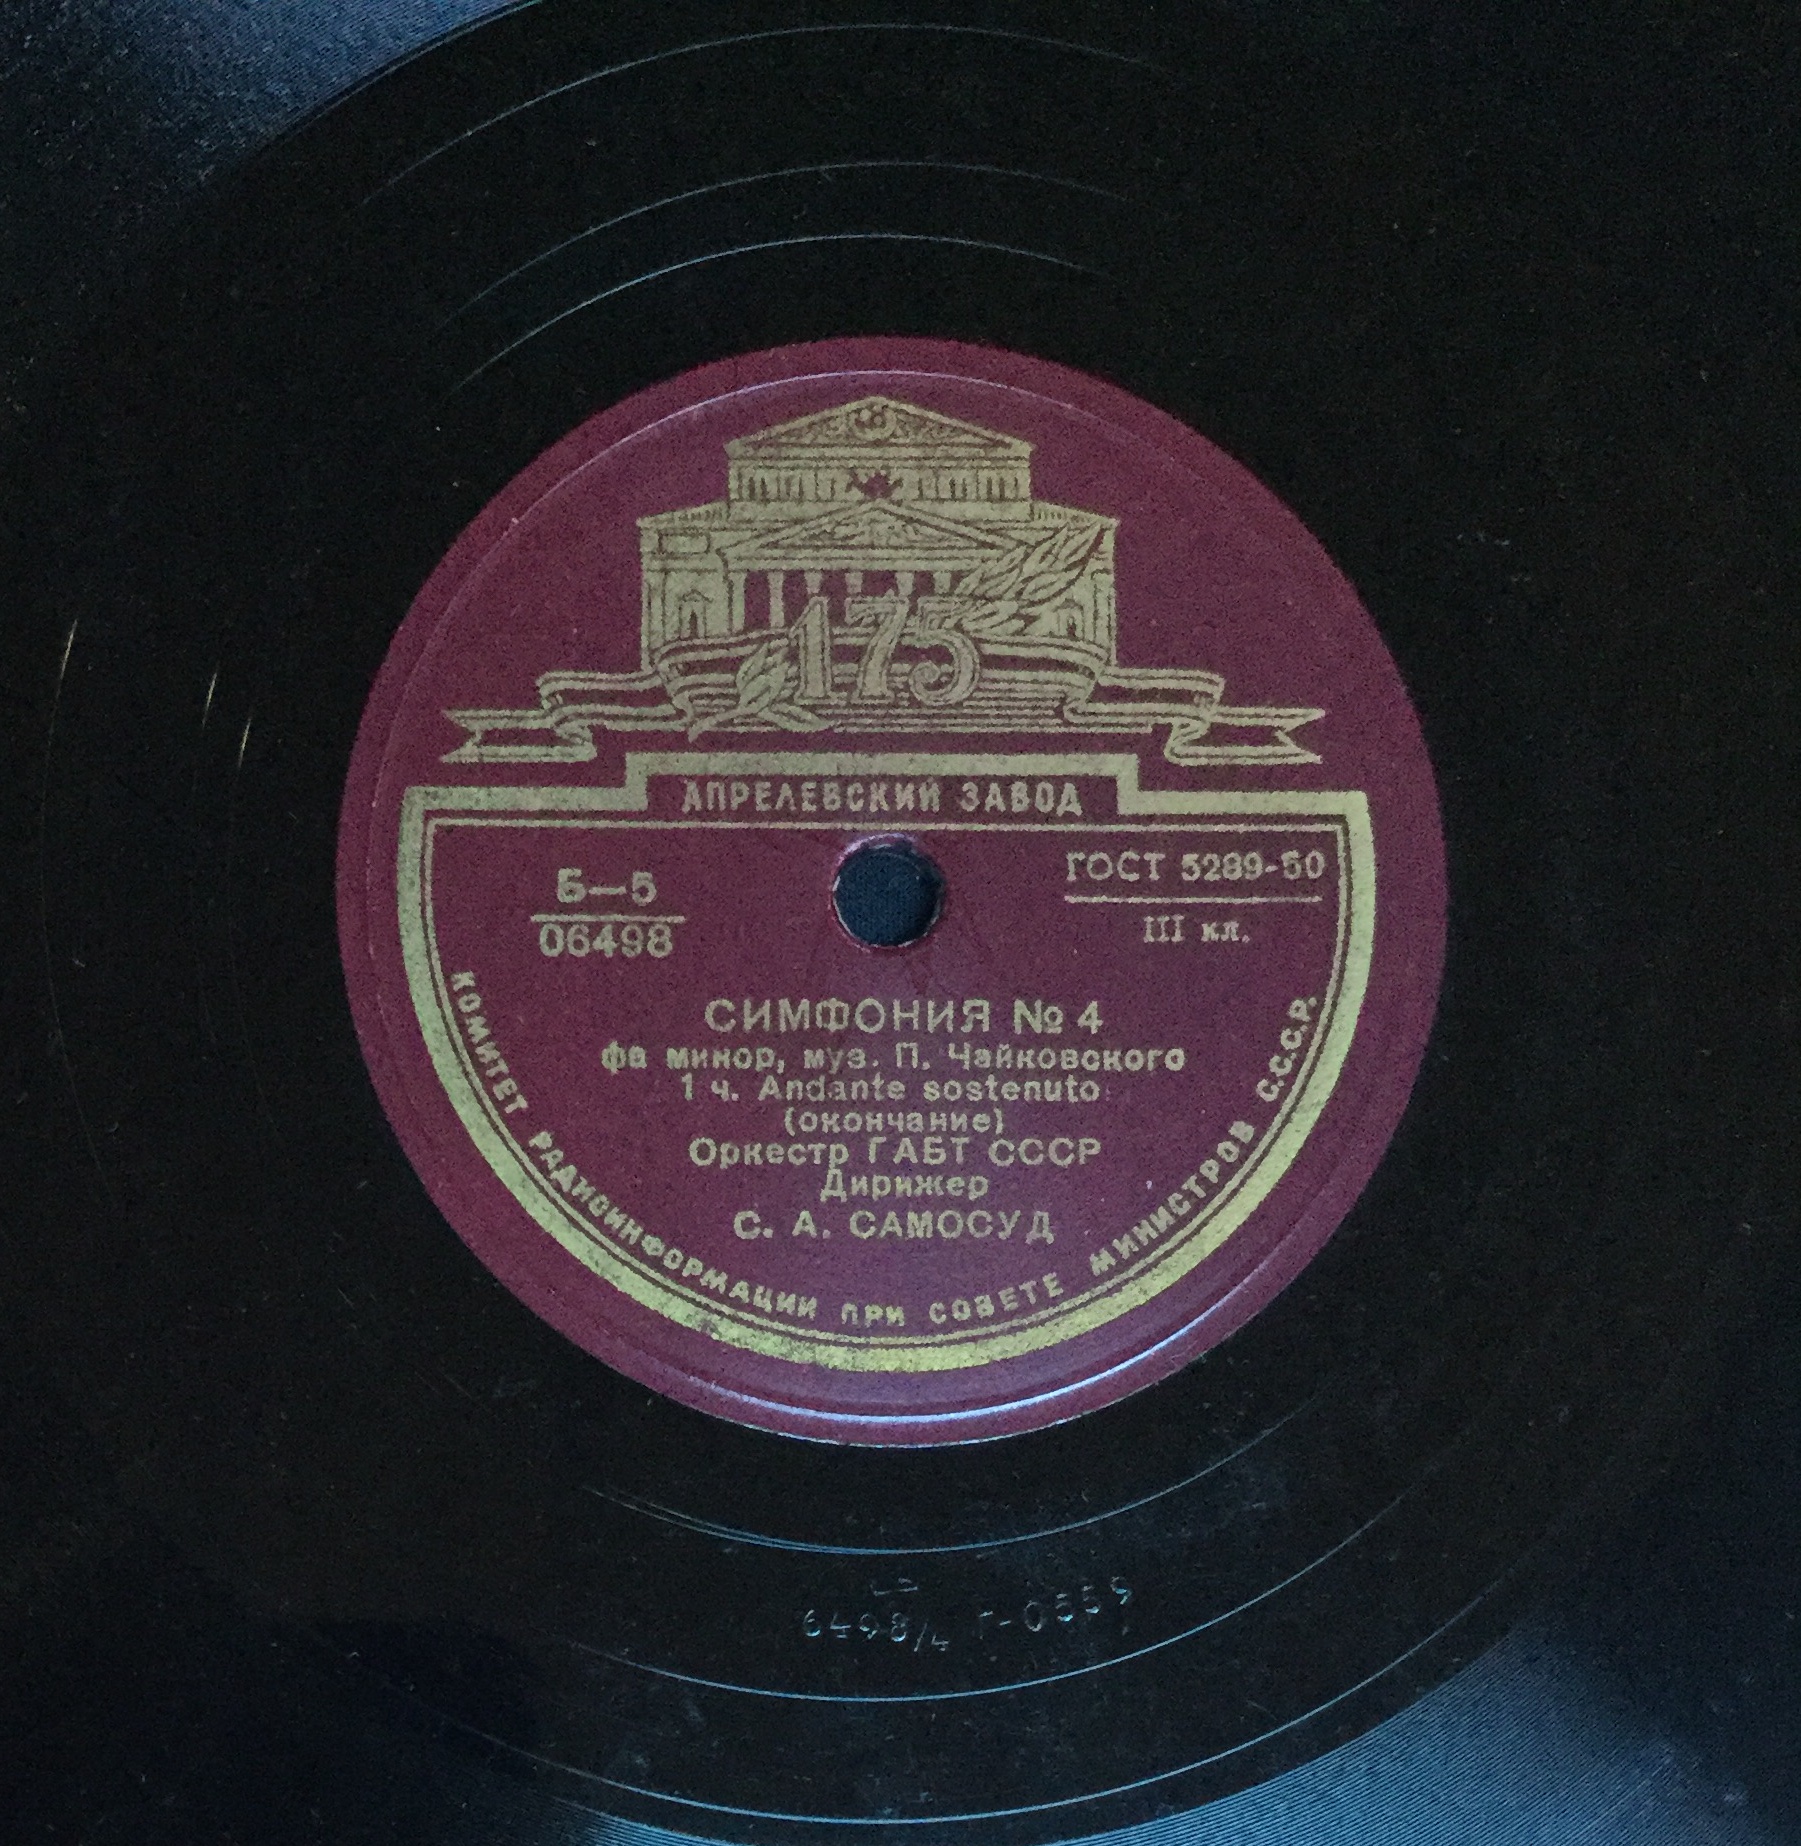 175
АПРЕЛЕВСКИЙ ЗАВОД
Б—5
06498
ГОСТ 5289-50
III кл.
СИМФОНИЯ № 4
фа минор, муз. П. Чайковского
1 ч. Andante sostenuto
(окончание)
Оркестр ГАБТ СССР
Дирижер
С. А. САМОСУД
КОМИТЕТ РАДИОИНФОРМАЦИИ ПРИ СОВЕТЕ МИНИСТРОВ С.С.С.Р.
6498/4 Г-0559